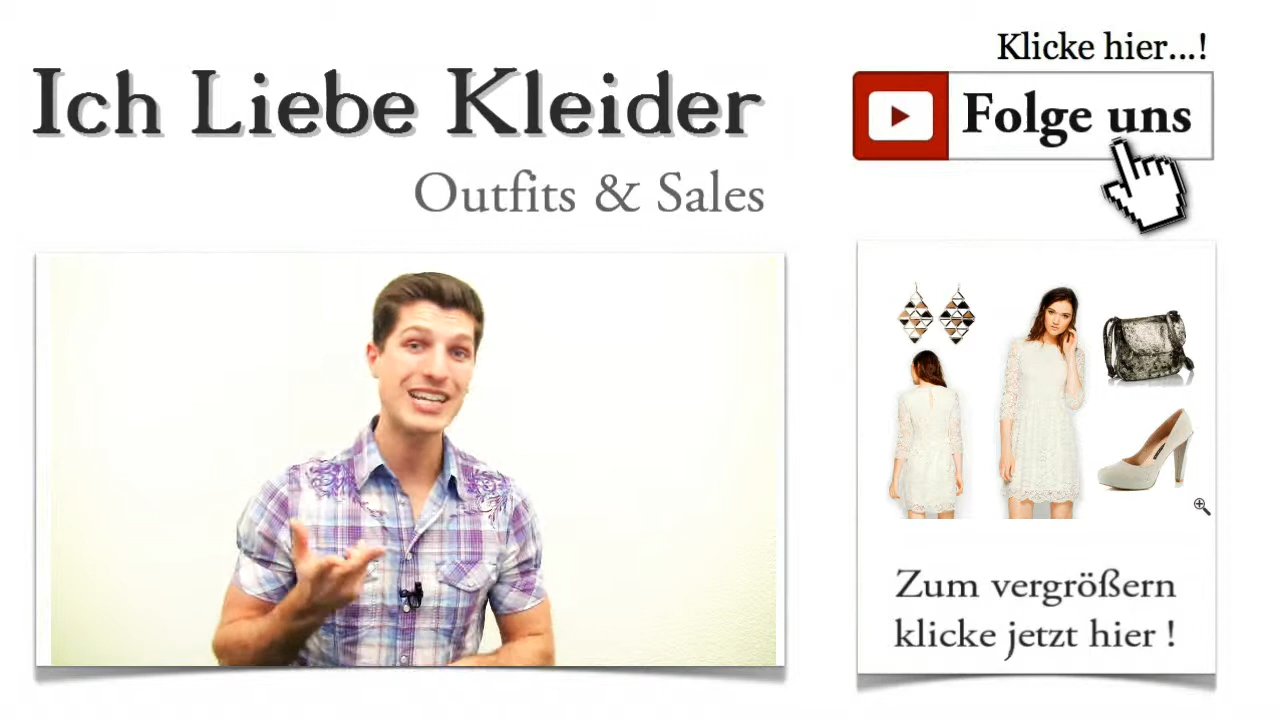 Ich Liebe Kleider
Outfits & Sales
Klicke hier...!
Folge uns
Zum vergrößern
klicke jetzt hier !